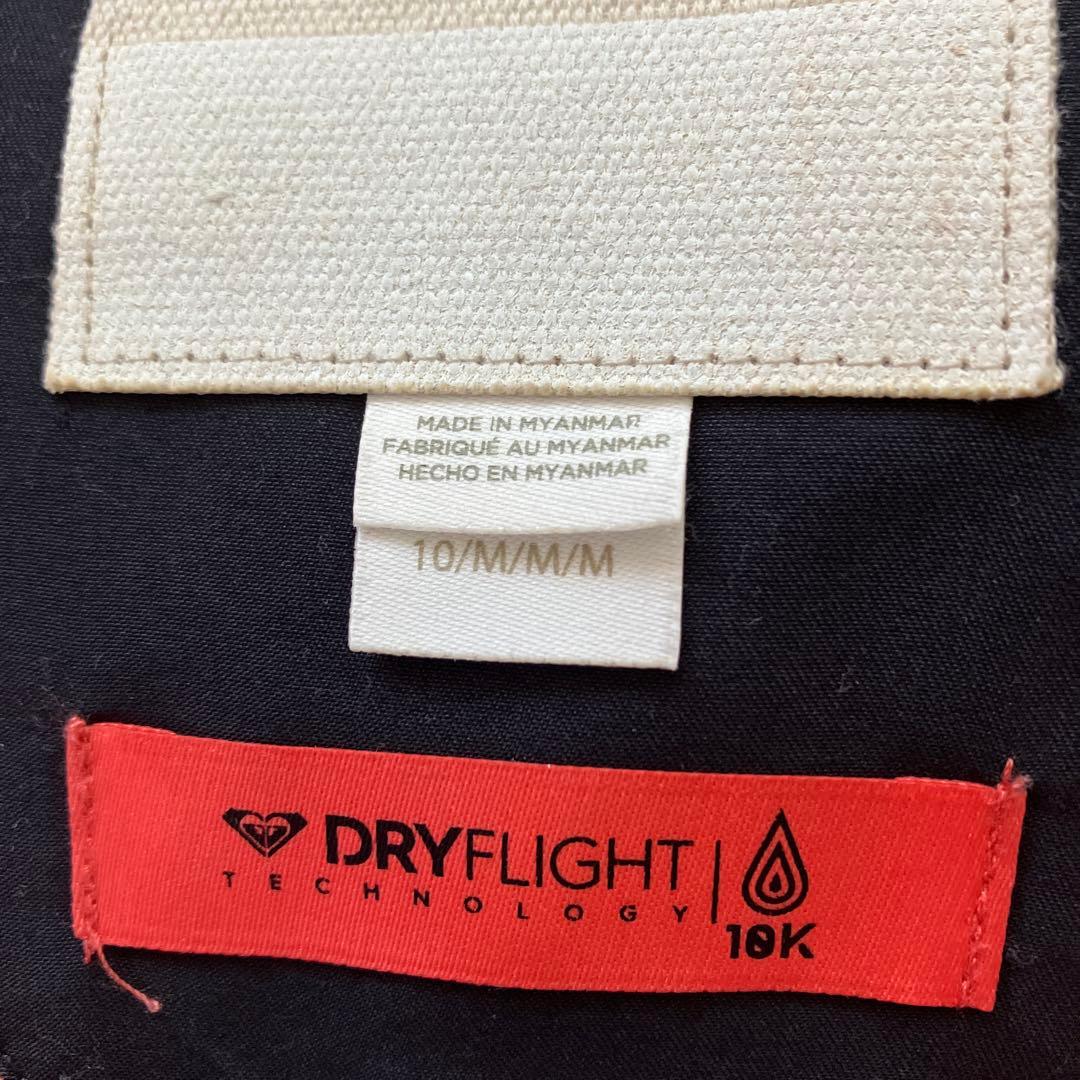 MADE IN MYANMAR
FABRIQUÉ AU MYANMAR
HECHO EN MYANMAR
10/M/M/M
DRYFLIGHT
TECHNOLOGY
10K